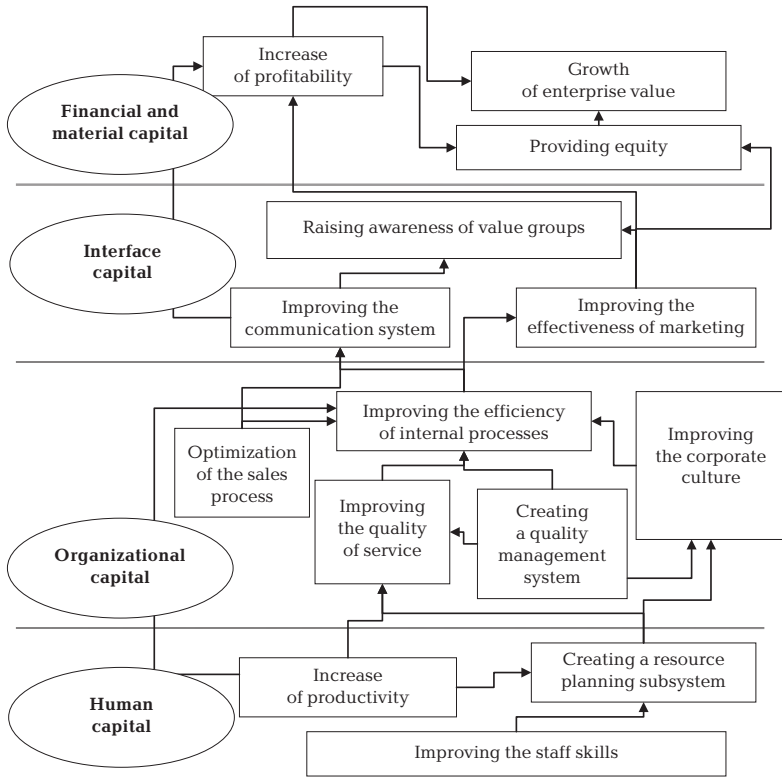 Increase
of profitability
Growth
of enterprise value
Financial and
material capital
Providing equity
Raising awareness of value groups
Interface
capital
Improving the
communication system
Improving the
effectiveness of marketing
Improving the efficiency
of internal processes
Improving
the corporate
culture
Optimization
of the sales
process
Improving
the quality
of service
Creating
a quality
management
system
Organizational
capital
Increase
of productivity
Creating a resource
planning subsystem
Human
capital
Improving the staff skills